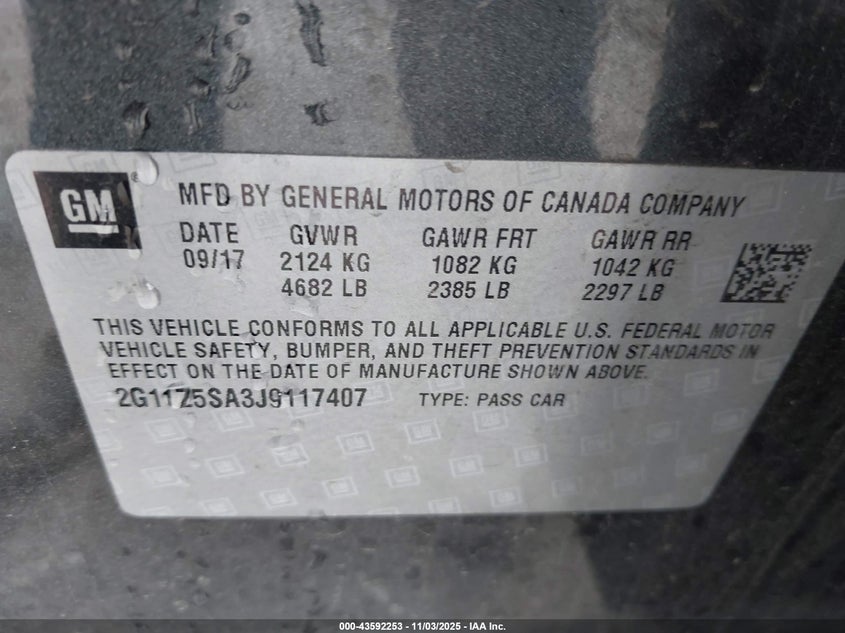 GM
MFD BY GENERAL MOTORS OF CANADA COMPANY
DATE GVWR GAWR FRT GAWR RR
09/17 2124 KG 1082 KG 1042 KG
4682 LB 2385 LB 2297 LB
THIS VEHICLE CONFORMS TO ALL APPLICABLE U.S. FEDERAL MOTOR
VEHICLE SAFETY, BUMPER, AND THEFT PREVENTION STANDARDS IN
EFFECT ON THE DATE OF MANUFACTURE SHOWN ABOVE.
2G11Z5SA3J9117407 TYPE: PASS CAR
000-43592253 - 11/03/2025 - IAA Inc.